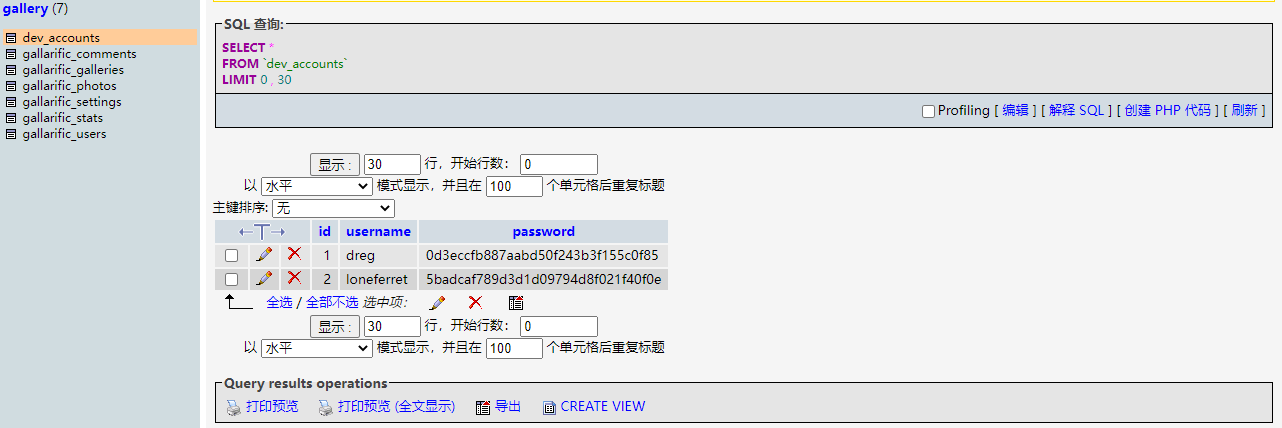 gallery (7)
dev_accounts
gallarific_comments
gallarific_galleries
gallarific_photos
gallarific_settings
gallarific_stats
gallarific_users
SQL 查询:
SELECT *
FROM `dev_accounts`
LIMIT 0 , 30
Profiling [ 编辑 ] [ 解释 SQL ] [ 创建 PHP 代码 ] [ 刷新 ]
显示 : 30 行，开始行数： 0
以 水平 模式显示，并且在 100 个单元格后重复标题
主键排序: 无
←T→ id username password
1 dreg 0d3eccfb887aabd50f243b3f155c0f85
2 loneferret 5badcaf789d3d1d09794d8f021f40f0e
全选 / 全部不选 选中项：
显示 : 30 行，开始行数： 0
以 水平 模式显示，并且在 100 个单元格后重复标题
Query results operations
打印预览 打印预览 (全文显示) 导出 CREATE VIEW